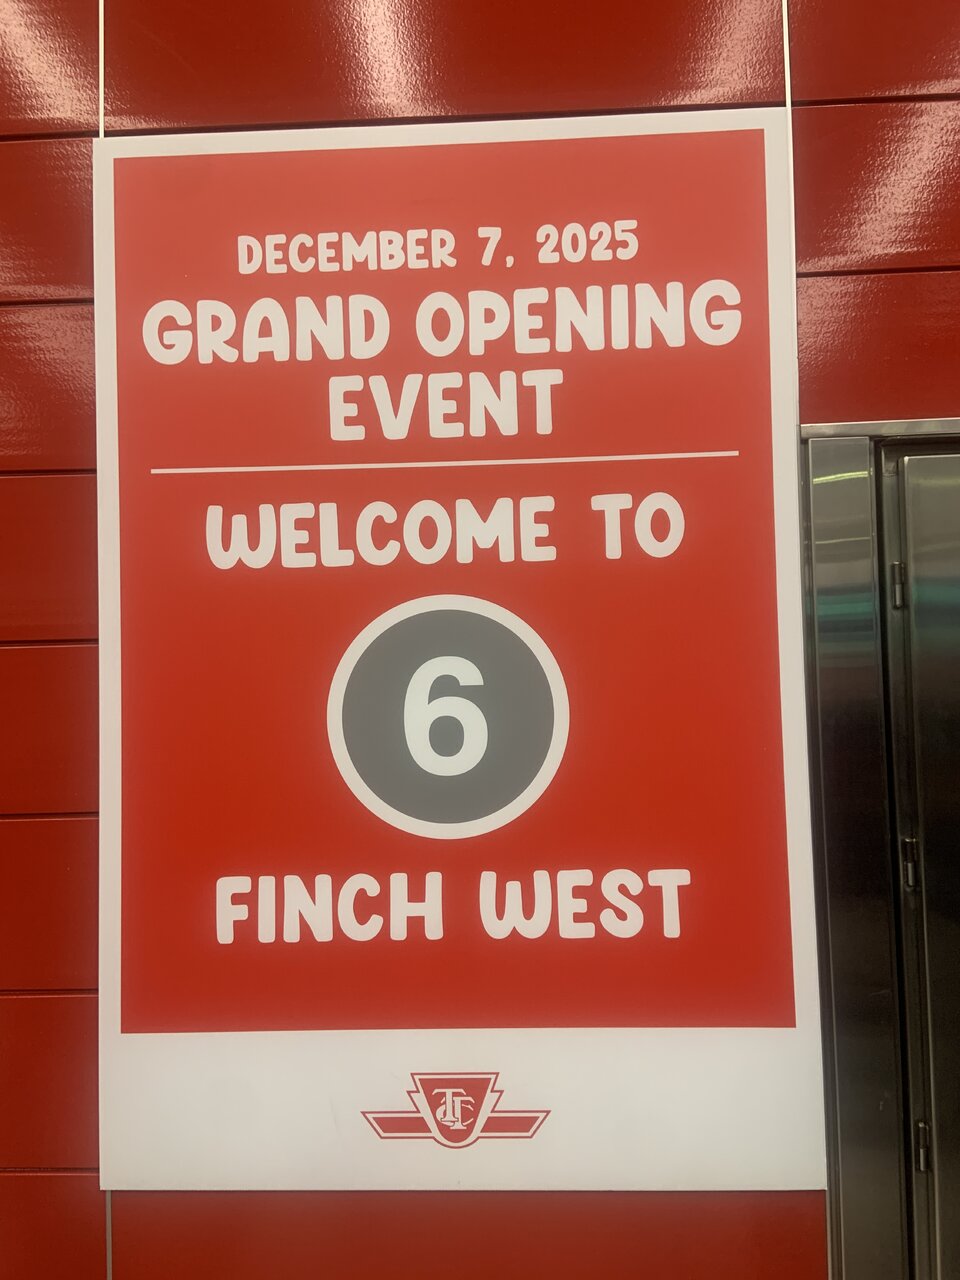 DECEMBER 7, 2025
GRAND OPENING
EVENT
WELCOME TO
6
FINCH WEST
TTC